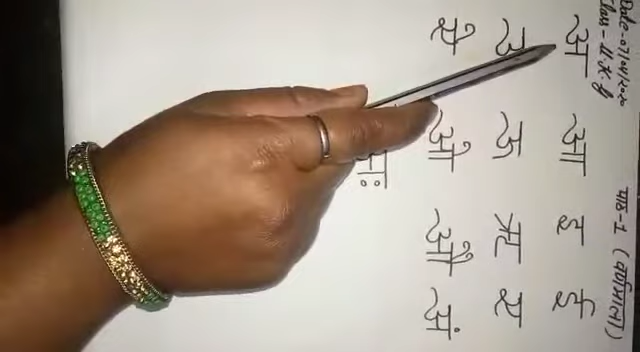 Date-07/04/2020
Class-U.K.G
पाठ-1 (वर्णमाला)
अ आ इ ई
उ ऊ ऋ ए
ऐ ओ औ अं